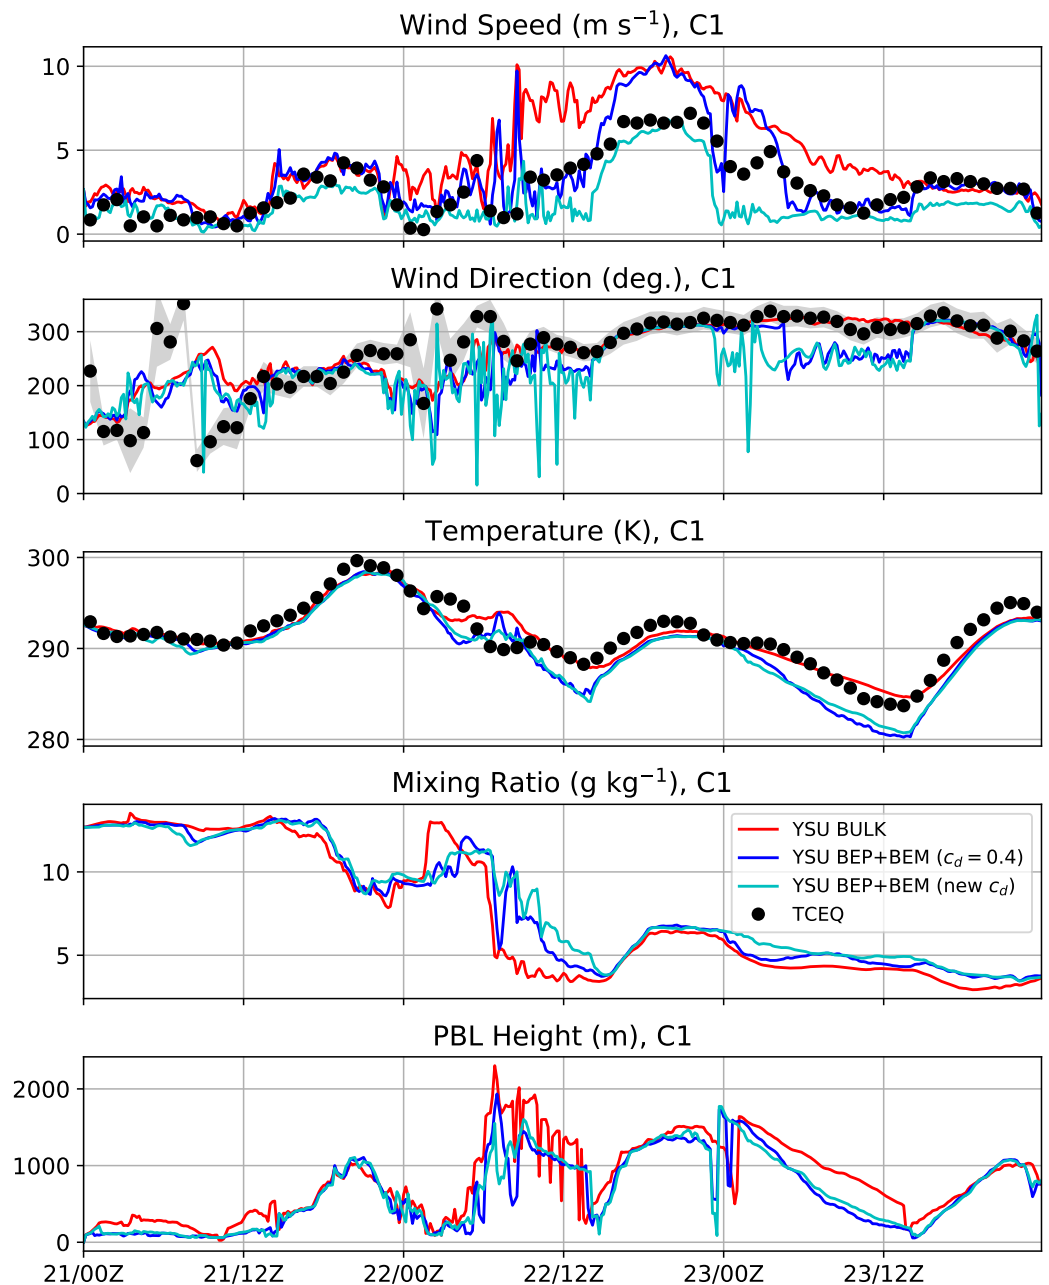 Wind Speed (m s⁻¹), C1
10
5
0
Wind Direction (deg.), C1
300
200
100
0
Temperature (K), C1
300
290
280
Mixing Ratio (g kg⁻¹), C1
10
5
YSU BULK
YSU BEP+BEM (c_d = 0.4)
YSU BEP+BEM (new c_d)
TCEQ
PBL Height (m), C1
2000
1000
0
21/00Z 21/12Z 22/00Z 22/12Z 23/00Z 23/12Z